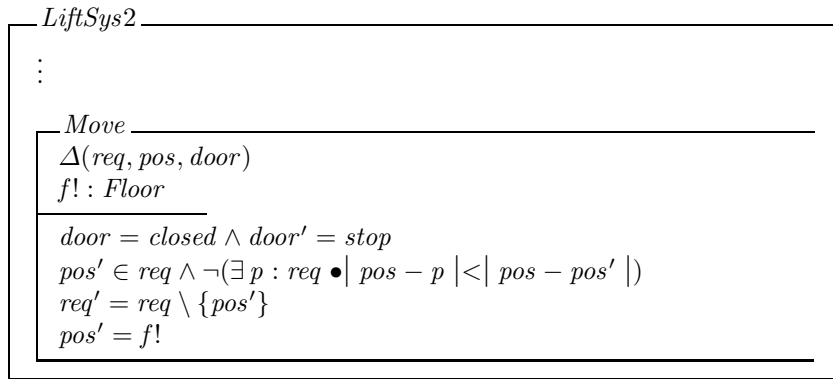 LiftSys2
⋮
Move
Δ(req, pos, door)
f! : Floor
door = closed ∧ door′ = stop
pos′ ∈ req ∧ ¬(∃ p : req •| pos − p |<| pos − pos′ |)
req′ = req \ {pos′}
pos′ = f!